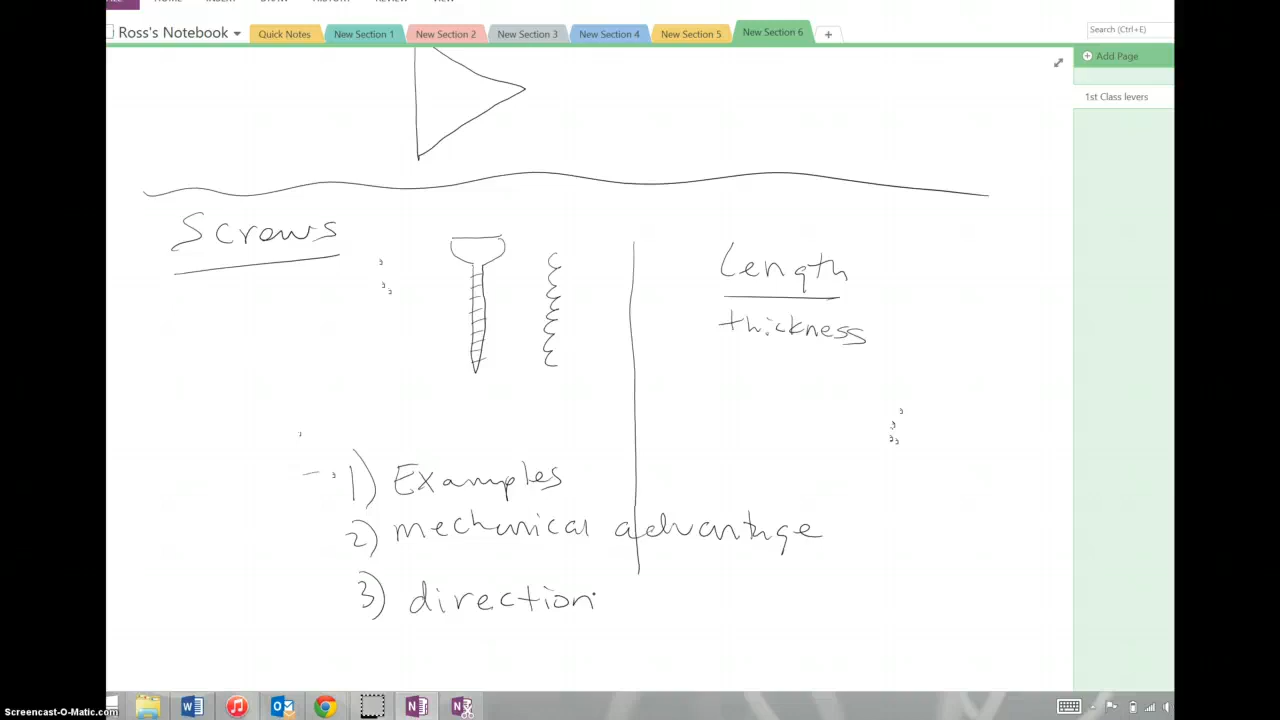 Ross's Notebook
Quick Notes
New Section 1
New Section 2
New Section 3
New Section 4
New Section 5
New Section 6
+
Search (Ctrl+E)
Add Page
1st Class levers
Screws
Length
thickness
1) Examples
2) mechanical advantage
3) direction
Screencast-O-Matic.com